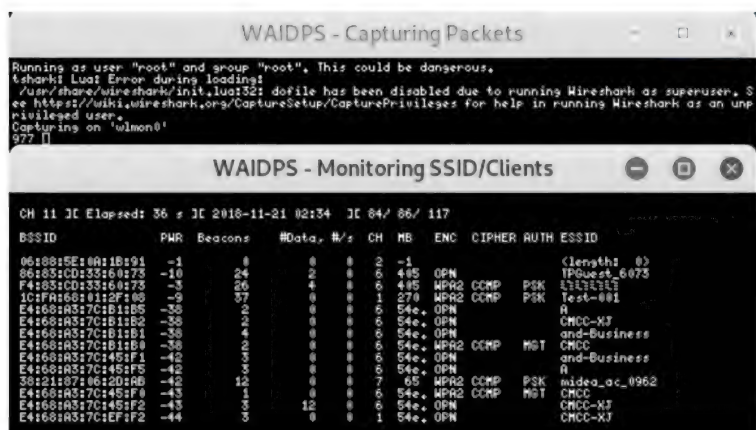 WAIDPS - Capturing Packets
Running as user "root" and group "root". This could be dangerous.
tshark: Lua: Error during loading:
/usr/share/wireshark/init.lua:32: dofile has been disabled due to running Wireshark as superuser. S
ee https://wiki.wireshark.org/CaptureSetup/CapturePrivileges for help in running Wireshark as an unp
rivileged user.
Capturing on 'wlmon0'
977
WAIDPS - Monitoring SSID/Clients
CH 11 ][ Elapsed: 36 s ][ 2018-11-21 02:34 ][ 84/ 86/ 117
BSSID PWR Beacons #Data, #/s CH MB ENC CIPHER AUTH ESSID
06:88:5E:0A:1B:91 -1 0 0 0 2 -1 <length: 0>
86:83:CD:33:60:73 -10 24 2 0 6 405 OPN TPGuest_6073
F4:83:CD:33:60:73 -3 26 4 0 6 405 WPA2 CCMP PSK
1C:FA:68:01:2F:08 -9 37 0 0 1 270 WPA2 CCMP PSK Test-001
E4:68:A3:7C:B1:B5 -38 2 0 0 6 54e. OPN A
E4:68:A3:7C:B1:B2 -38 2 0 0 6 54e. OPN CMCC-XJ
E4:68:A3:7C:B1:B1 -38 4 0 0 6 54e. OPN and-Business
E4:68:A3:7C:B1:B0 -38 2 0 0 6 54e. WPA2 CCMP MGT CMCC
E4:68:A3:7C:45:F1 -42 3 0 0 6 54e. OPN and-Business
E4:68:A3:7C:45:F5 -42 3 0 0 6 54e. OPN A
38:21:87:06:2D:AB -42 12 0 0 7 65 WPA2 CCMP PSK midea_ac_0962
E4:68:A3:7C:45:F0 -43 1 0 0 6 54e. WPA2 CCMP MGT CMCC
E4:68:A3:7C:45:F2 -43 3 12 0 6 54e. OPN CMCC-XJ
E4:68:A3:7C:EF:F2 -44 3 0 0 1 54e. OPN CMCC-XJ